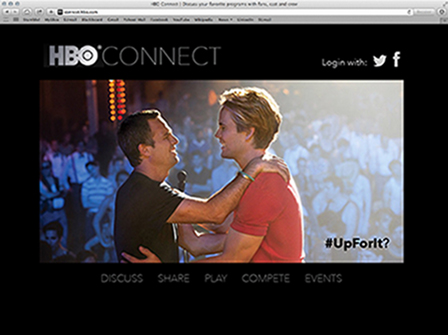 HBO Connect | Discuss your favorite programs with fans, cast and crew
connect.hbo.com
HBO® CONNECT
Login with:
#UpForIt?
DISCUSS SHARE PLAY COMPETE EVENTS